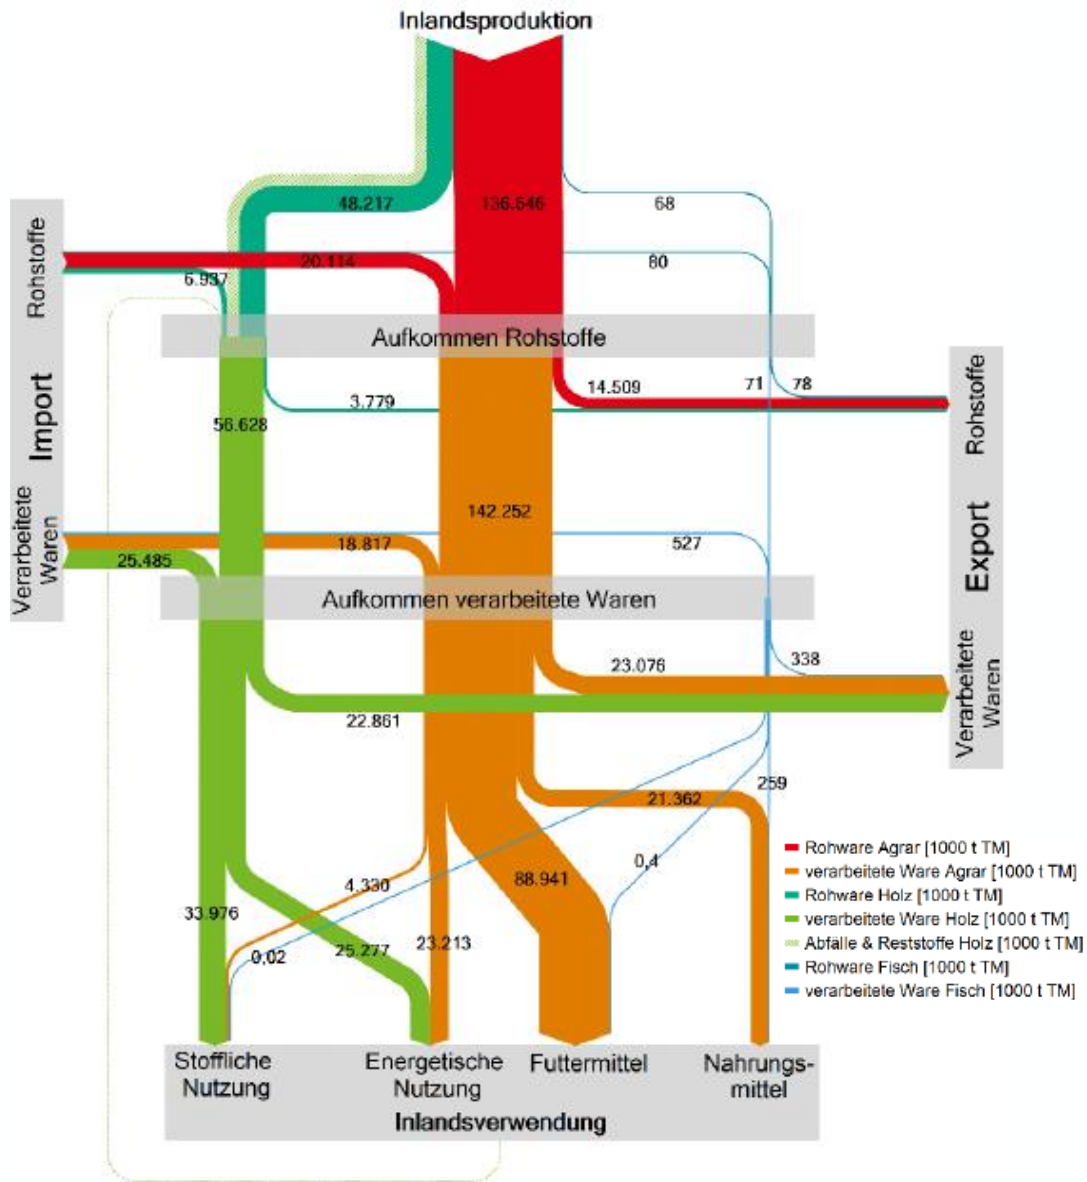 Inlandsproduktion
48.217
136.646
68
Rohstoffe
20.114
80
6.937
Aufkommen Rohstoffe
Import
3.779
14.509
71
78
Rohstoffe
56.628
142.252
Verarbeitete
Waren
25.485
18.817
527
Export
Aufkommen verarbeitete Waren
23.076
338
22.861
Verarbeitete
Waren
21.362
259
4.330
88.941
0,4
33.976
0,02
25.277
23.213
Rohware Agrar [1000 t TM]
verarbeitete Ware Agrar [1000 t TM]
Rohware Holz [1000 t TM]
verarbeitete Ware Holz [1000 t TM]
Abfälle & Reststoffe Holz [1000 t TM]
Rohware Fisch [1000 t TM]
verarbeitete Ware Fisch [1000 t TM]
Stoffliche
Nutzung
Energetische
Nutzung
Futtermittel
Nahrungs-
mittel
Inlandsverwendung